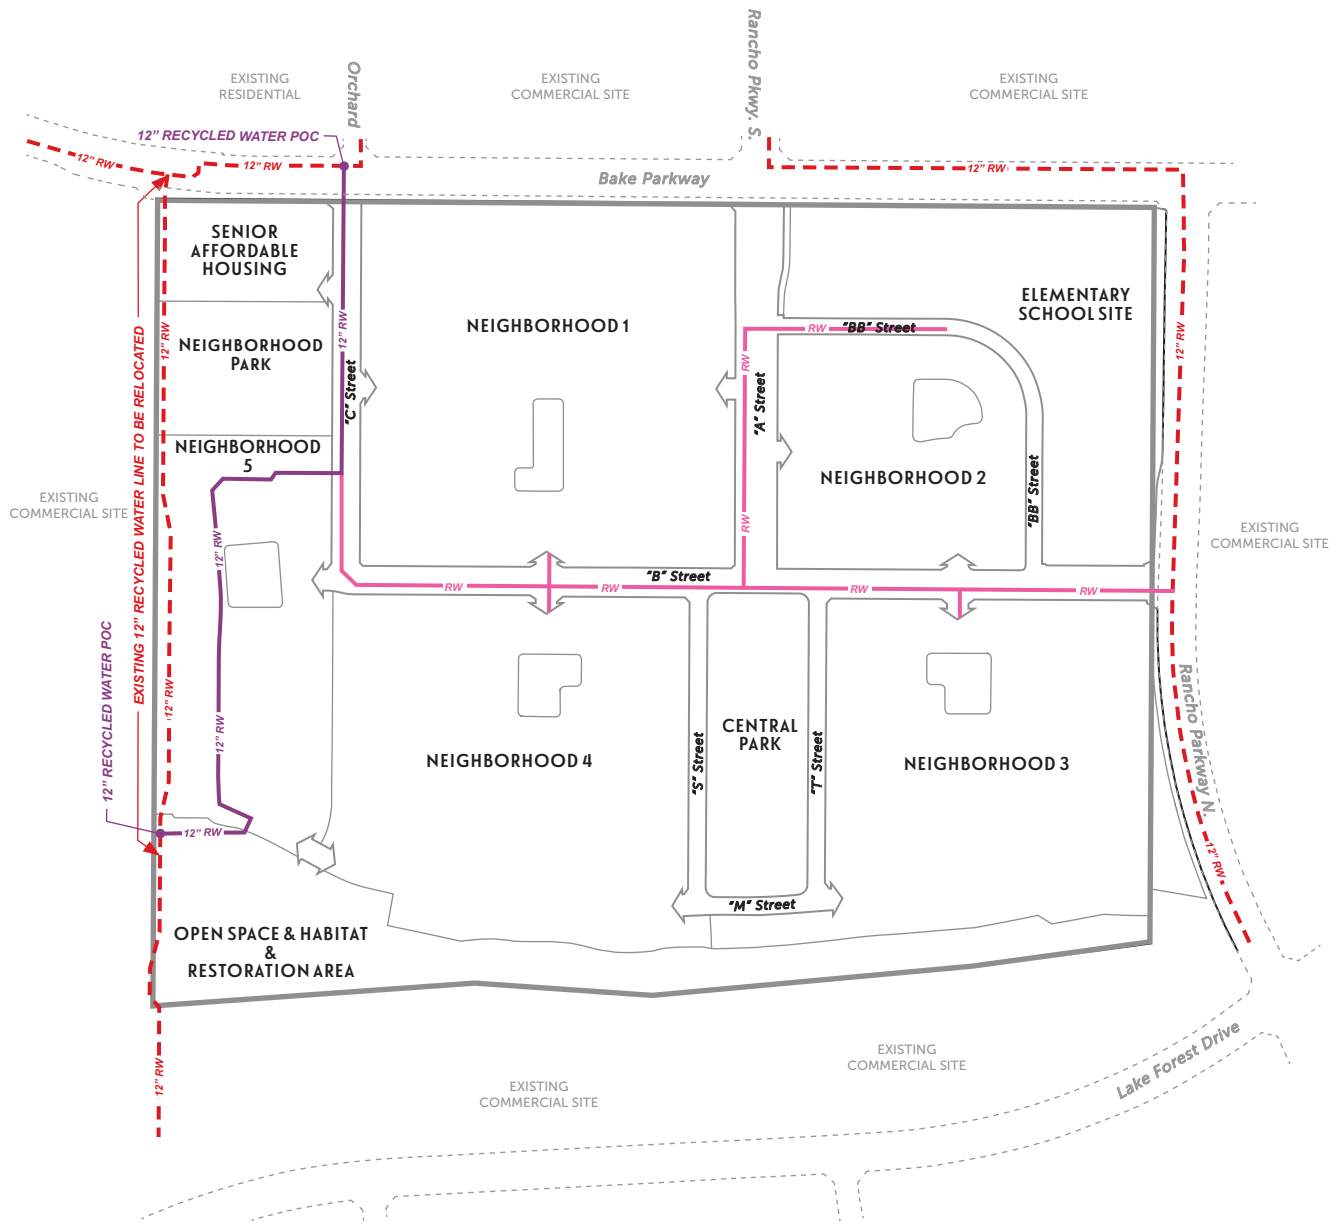 Rancho Pkwy. S.
Orchard
EXISTING
RESIDENTIAL
EXISTING
COMMERCIAL SITE
EXISTING
COMMERCIAL SITE
12” RECYCLED WATER POC
12” RW
12” RW
12” RW
Bake Parkway
SENIOR
AFFORDABLE
HOUSING
ELEMENTARY
SCHOOL SITE
NEIGHBORHOOD 1
RW
"BB" Street
12” RW
12” RW
12” RW
NEIGHBORHOOD
PARK
RW
"C" Street
"A" Street
EXISTING 12” RECYCLED WATER LINE TO BE RELOCATED
NEIGHBORHOOD
5
NEIGHBORHOOD 2
"BB" Street
EXISTING
COMMERCIAL SITE
RW
EXISTING
COMMERCIAL SITE
12” RW
"B" Street
RW
RW
RW
RW
12” RECYCLED WATER POC
12” RW
12” RW
Rancho Parkway N.
CENTRAL
PARK
"S" Street
"T" Street
NEIGHBORHOOD 4
NEIGHBORHOOD 3
12” RW
12” RW
"M" Street
OPEN SPACE & HABITAT
&
RESTORATION AREA
12” RW
EXISTING
COMMERCIAL SITE
Lake Forest Drive
EXISTING
COMMERCIAL SITE